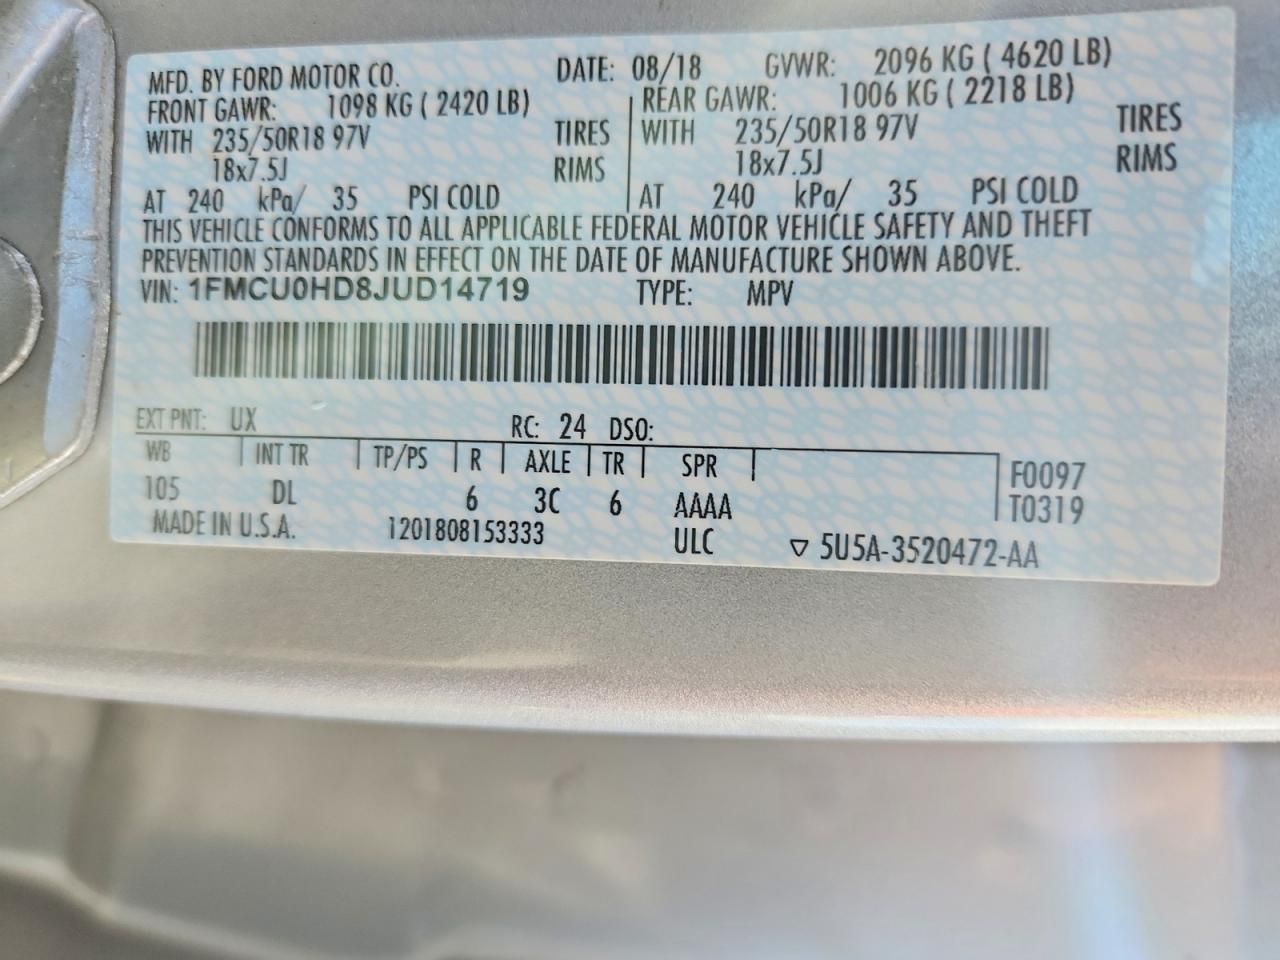 MFD. BY FORD MOTOR CO. DATE: 08/18 GVWR: 2096 KG ( 4620 LB)
FRONT GAWR: 1098 KG ( 2420 LB) REAR GAWR: 1006 KG ( 2218 LB)
WITH 235/50R18 97V TIRES WITH 235/50R18 97V TIRES
18x7.5J RIMS 18x7.5J RIMS
AT 240 kPa/ 35 PSI COLD AT 240 kPa/ 35 PSI COLD
THIS VEHICLE CONFORMS TO ALL APPLICABLE FEDERAL MOTOR VEHICLE SAFETY AND THEFT
PREVENTION STANDARDS IN EFFECT ON THE DATE OF MANUFACTURE SHOWN ABOVE.
VIN: 1FMCU0HD8JUD14719 TYPE: MPV
EXT PNT: UX RC: 24 DSO:
WB INT TR TP/PS R AXLE TR SPR F0097
105 DL 6 3C 6 AAAA T0319
MADE IN U.S.A. 1201808153333 ULC ▽ 5U5A-3520472-AA